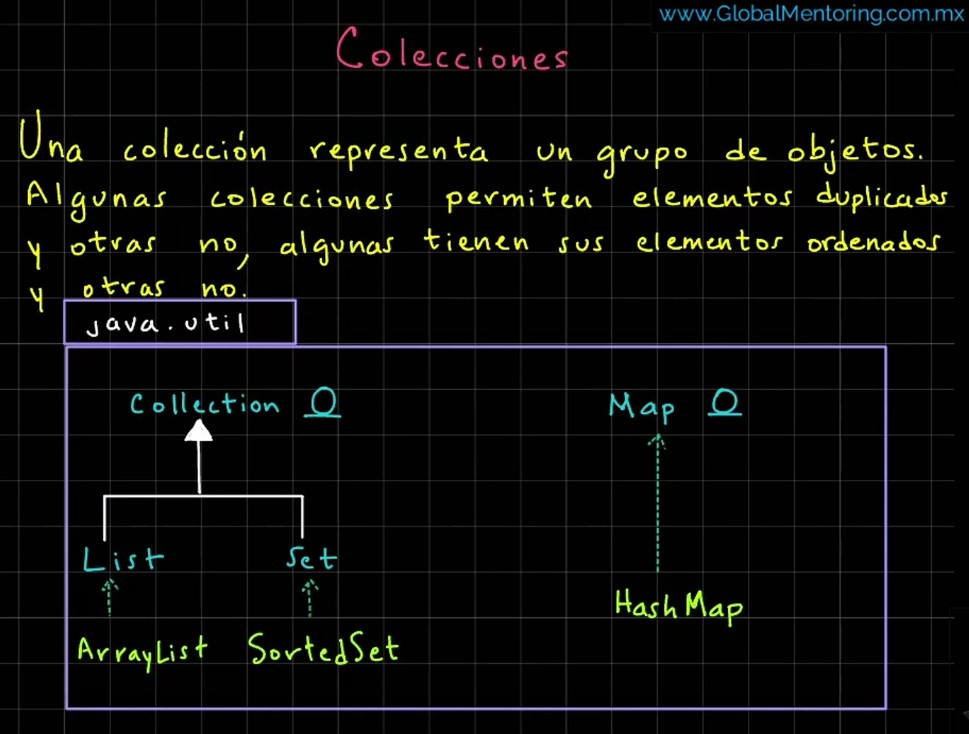 www.GlobalMentoring.com.mx
Colecciones
Una colección representa un grupo de objetos.
Algunas colecciones permiten elementos duplicados
y otras no, algunas tienen sus elementos ordenados
y otras no.
java.util
Collection
Map
List
Set
HashMap
ArrayList
SortedSet